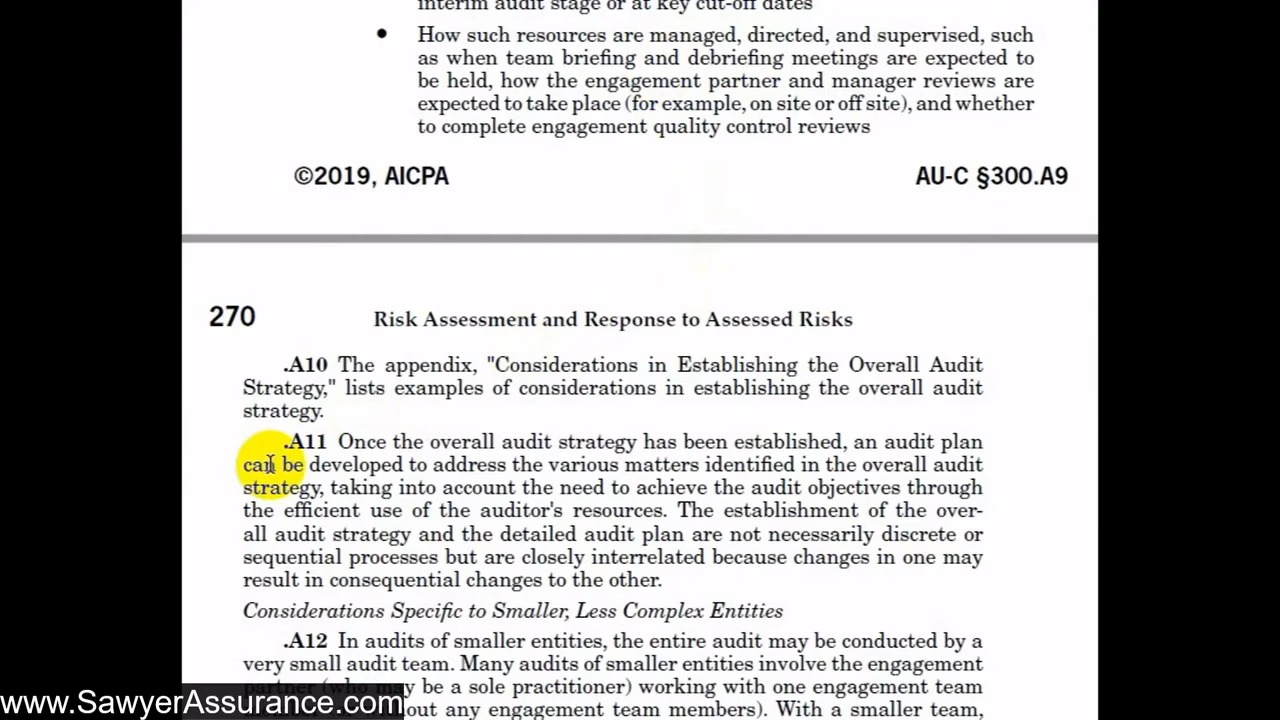 interim audit stage or at key cut-off dates
• How such resources are managed, directed, and supervised, such
as when team briefing and debriefing meetings are expected to
be held, how the engagement partner and manager reviews are
expected to take place (for example, on site or off site), and whether
to complete engagement quality control reviews
©2019, AICPA AU-C §300.A9
270 Risk Assessment and Response to Assessed Risks
.A10 The appendix, "Considerations in Establishing the Overall Audit
Strategy," lists examples of considerations in establishing the overall audit
strategy.
.A11 Once the overall audit strategy has been established, an audit plan
can be developed to address the various matters identified in the overall audit
strategy, taking into account the need to achieve the audit objectives through
the efficient use of the auditor's resources. The establishment of the over-
all audit strategy and the detailed audit plan are not necessarily discrete or
sequential processes but are closely interrelated because changes in one may
result in consequential changes to the other.
Considerations Specific to Smaller, Less Complex Entities
.A12 In audits of smaller entities, the entire audit may be conducted by a
very small audit team. Many audits of smaller entities involve the engagement
partner (who may be a sole practitioner) working with one engagement team
out any engagement team members). With a smaller team,
www.SawyerAssurance.com